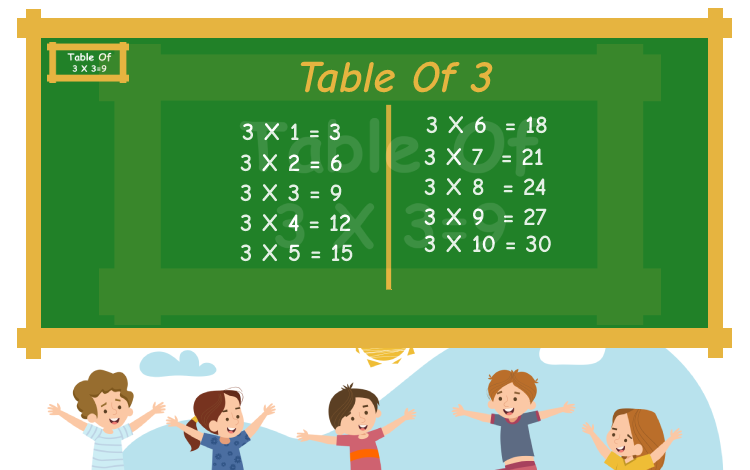 Table Of
3 X 3=9
Table Of 3
3 X 1 = 3
3 X 2 = 6
3 X 3 = 9
3 X 4 = 12
3 X 5 = 15
3 X 6 = 18
3 X 7 = 21
3 X 8 = 24
3 X 9 = 27
3 X 10 = 30
Table Of
3 X 3=9